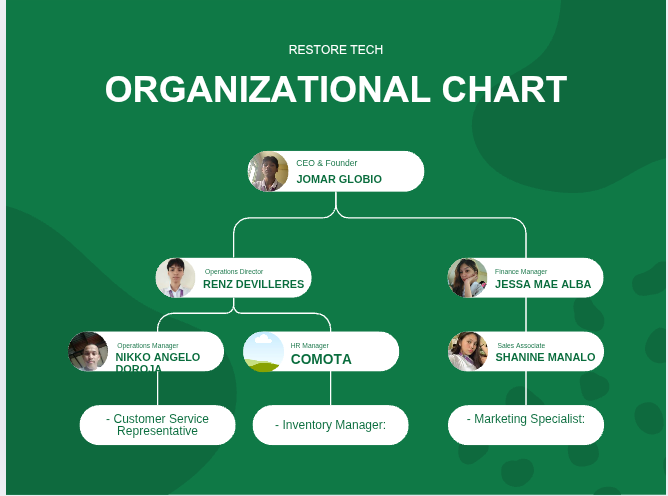 RESTORE TECH
ORGANIZATIONAL CHART
CEO & Founder
JOMAR GLOBIO
Operations Director
RENZ DEVILLERES
Finance Manager
JESSA MAE ALBA
Operations Manager
NIKKO ANGELO
DOROJA
HR Manager
COMOTA
Sales Associate
SHANINE MANALO
- Customer Service
Representative
- Inventory Manager:
- Marketing Specialist: